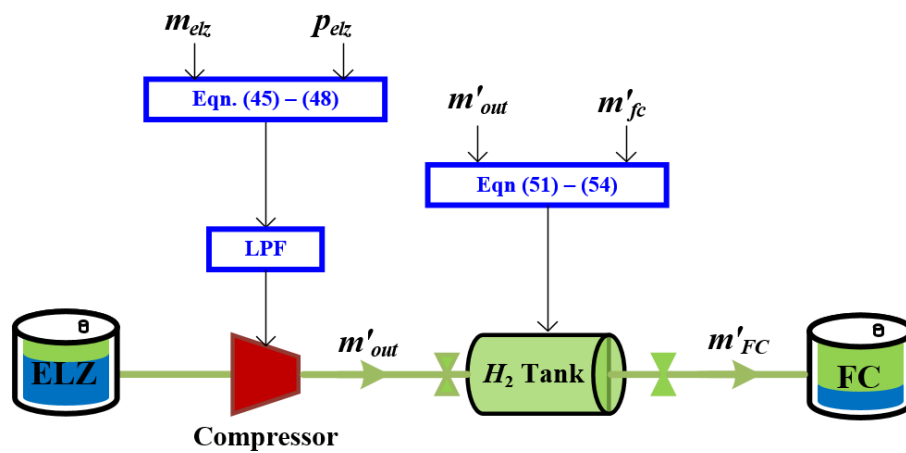 m_elz p_elz
Eqn. (45) – (48)
m'_out m'_fc
Eqn (51) – (54)
LPF
m'_out m'_FC
ELZ H₂ Tank FC
Compressor